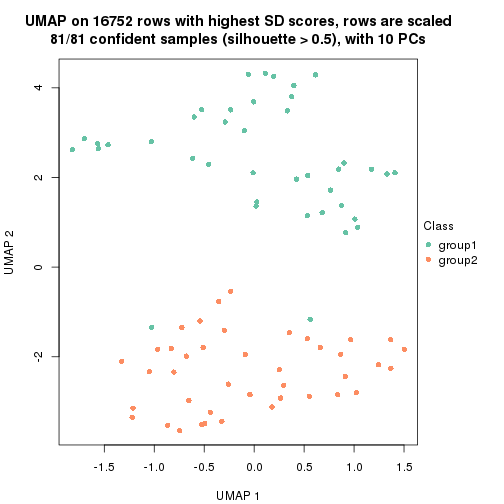 UMAP on 16752 rows with highest SD scores, rows are scaled
81/81 confident samples (silhouette > 0.5), with 10 PCs
4
2
0
-2
UMAP 2
-1.5 -1.0 -0.5 0.0 0.5 1.0 1.5
UMAP 1
Class
group1
group2